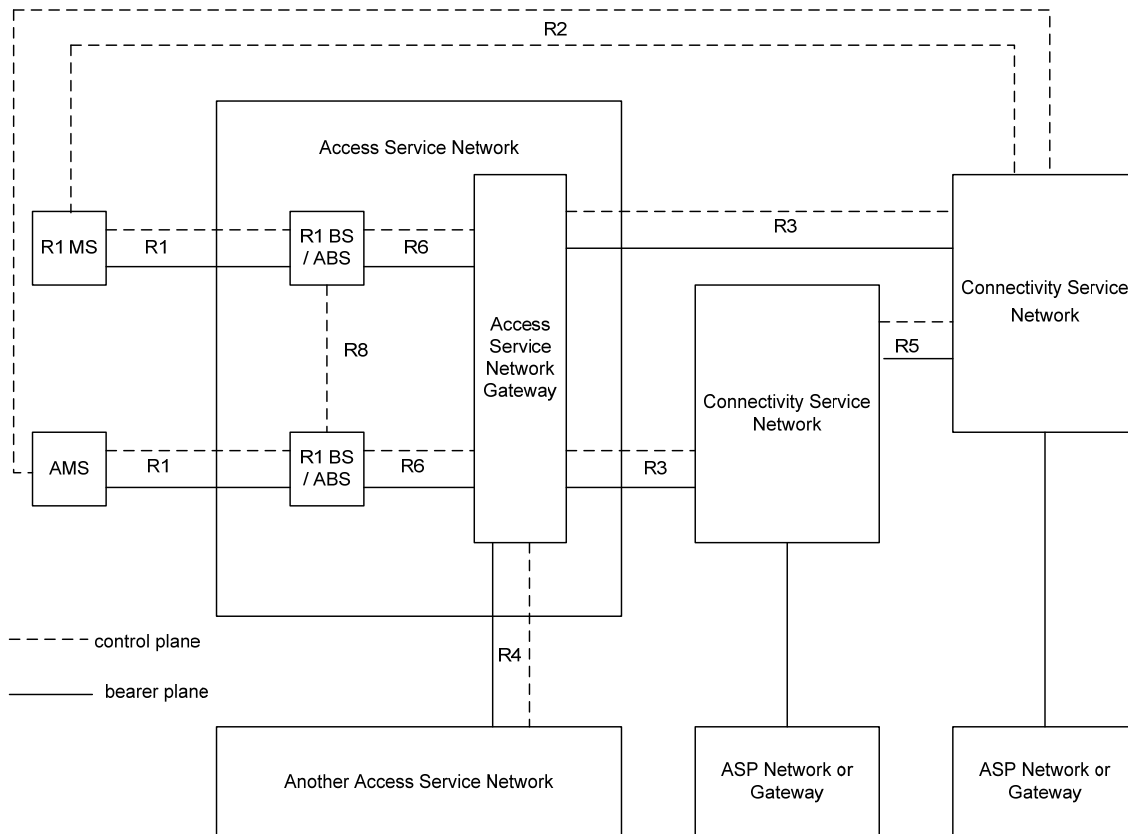 R2
Access Service Network
R1 MS
R1
R1 BS
/ ABS
R6
R3
Connectivity Service
Network
Access
Service
Network
Gateway
R8
R5
Connectivity Service
Network
AMS
R1
R1 BS
/ ABS
R6
R3
control plane
R4
bearer plane
Another Access Service Network
ASP Network or
Gateway
ASP Network or
Gateway